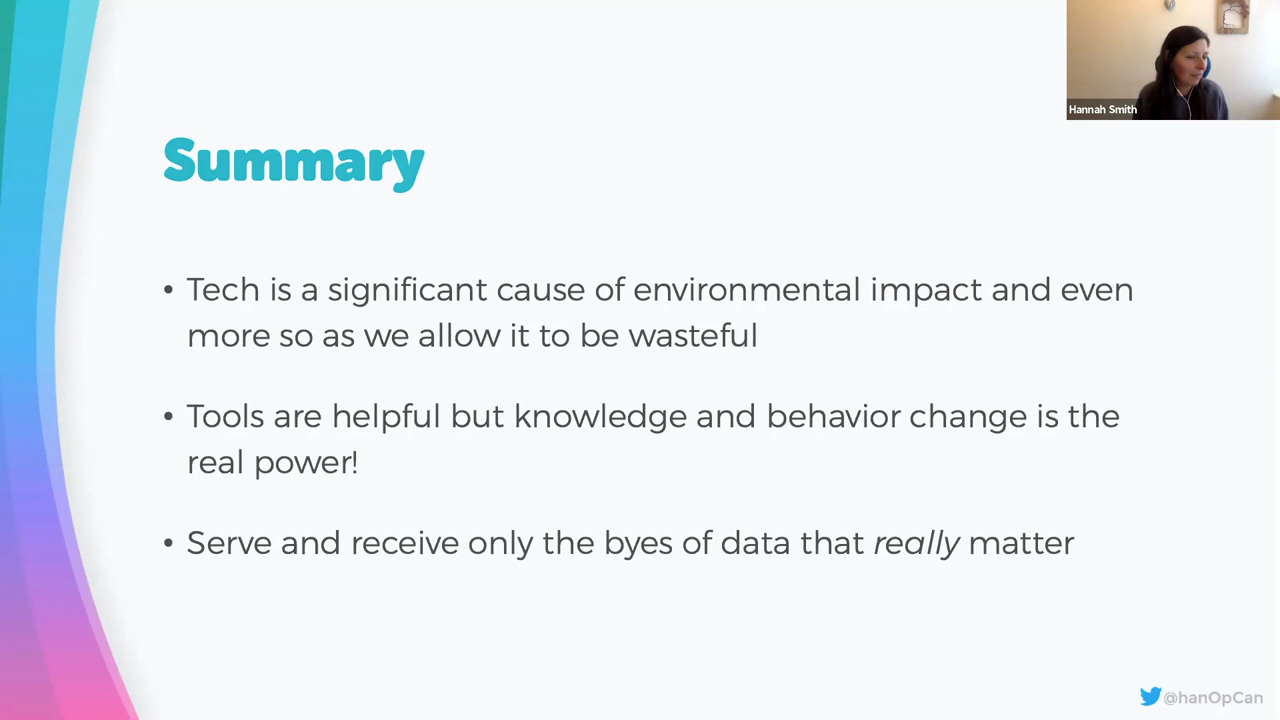 Hannah Smith
Summary
• Tech is a significant cause of environmental impact and even
more so as we allow it to be wasteful
• Tools are helpful but knowledge and behavior change is the
real power!
• Serve and receive only the byes of data that really matter
@hanOpCan